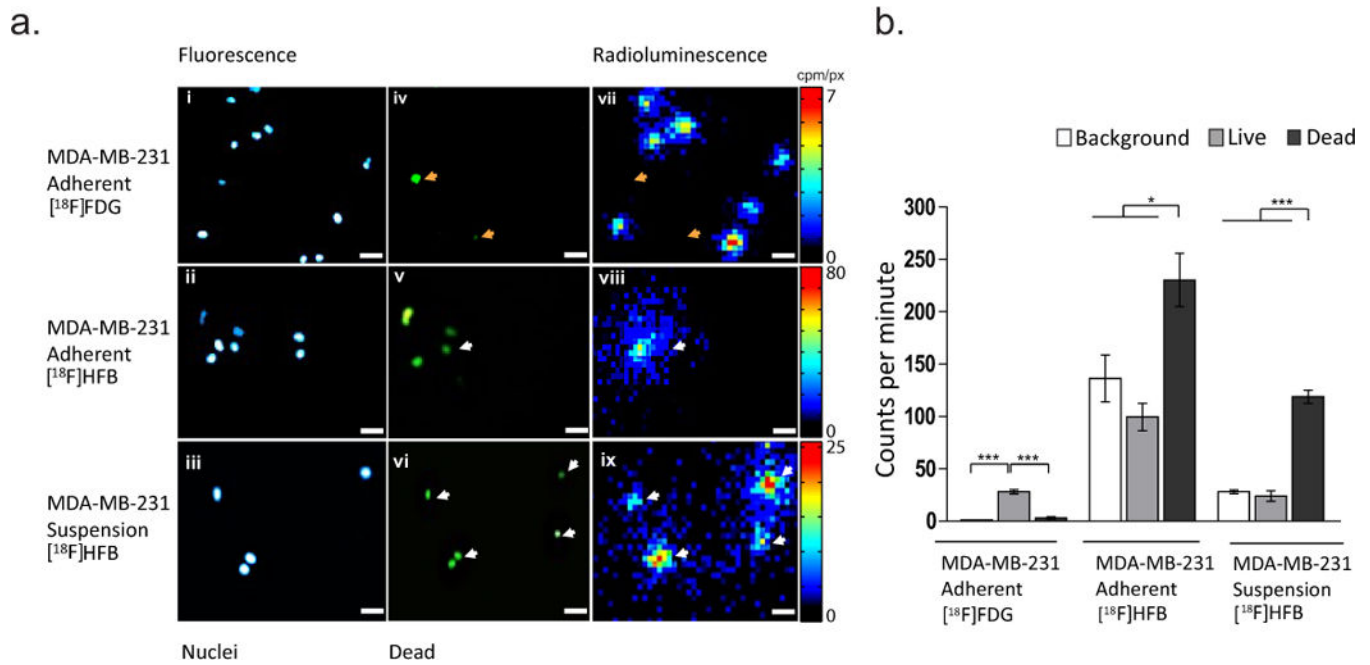 a.
b.
Fluorescence
Radioluminescence
cpm/px
MDA-MB-231
Adherent
[¹⁸F]FDG
i
iv
vii
7
0
MDA-MB-231
Adherent
[¹⁸F]HFB
ii
v
viii
80
0
MDA-MB-231
Suspension
[¹⁸F]HFB
iii
vi
ix
25
0
Nuclei
Dead
Background
Live
Dead
Counts per minute
300
250
200
150
100
50
0
***
***
*
***
MDA-MB-231
Adherent
[¹⁸F]FDG
MDA-MB-231
Adherent
[¹⁸F]HFB
MDA-MB-231
Suspension
[¹⁸F]HFB